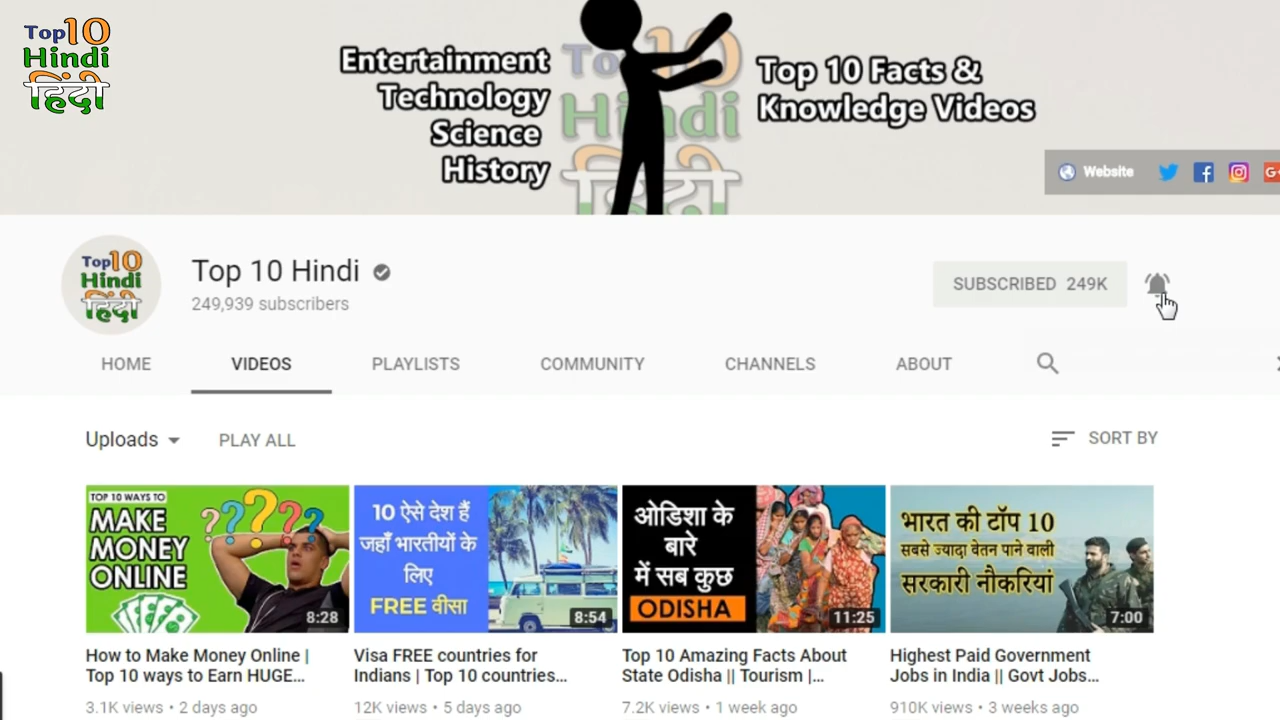 Top10
Hindi
हिंदी
Entertainment
Technology
Science
History
Top10
Hindi
हिंदी
Top 10 Facts &
Knowledge Videos
Website
G+
Top10
Hindi
हिंदी
Top 10 Hindi
249,939 subscribers
SUBSCRIBED 249K
HOME
VIDEOS
PLAYLISTS
COMMUNITY
CHANNELS
ABOUT
Uploads
PLAY ALL
SORT BY
TOP 10 WAYS TO
MAKE
MONEY
ONLINE
8:28
10 ऐसे देश हैं
जहाँ भारतीयों के
लिए
FREE वीसा
8:54
ओडिशा के
बारे
में सब कुछ
ODISHA
11:25
भारत की टॉप 10
सबसे ज्यादा वेतन पाने वाली
सरकारी नौकरियां
7:00
How to Make Money Online |
Top 10 ways to Earn HUGE...
3.1K views • 2 days ago
Visa FREE countries for
Indians | Top 10 countries...
12K views • 5 days ago
Top 10 Amazing Facts About
State Odisha || Tourism |...
7.2K views • 1 week ago
Highest Paid Government
Jobs in India || Govt Jobs...
910K views • 3 weeks ago